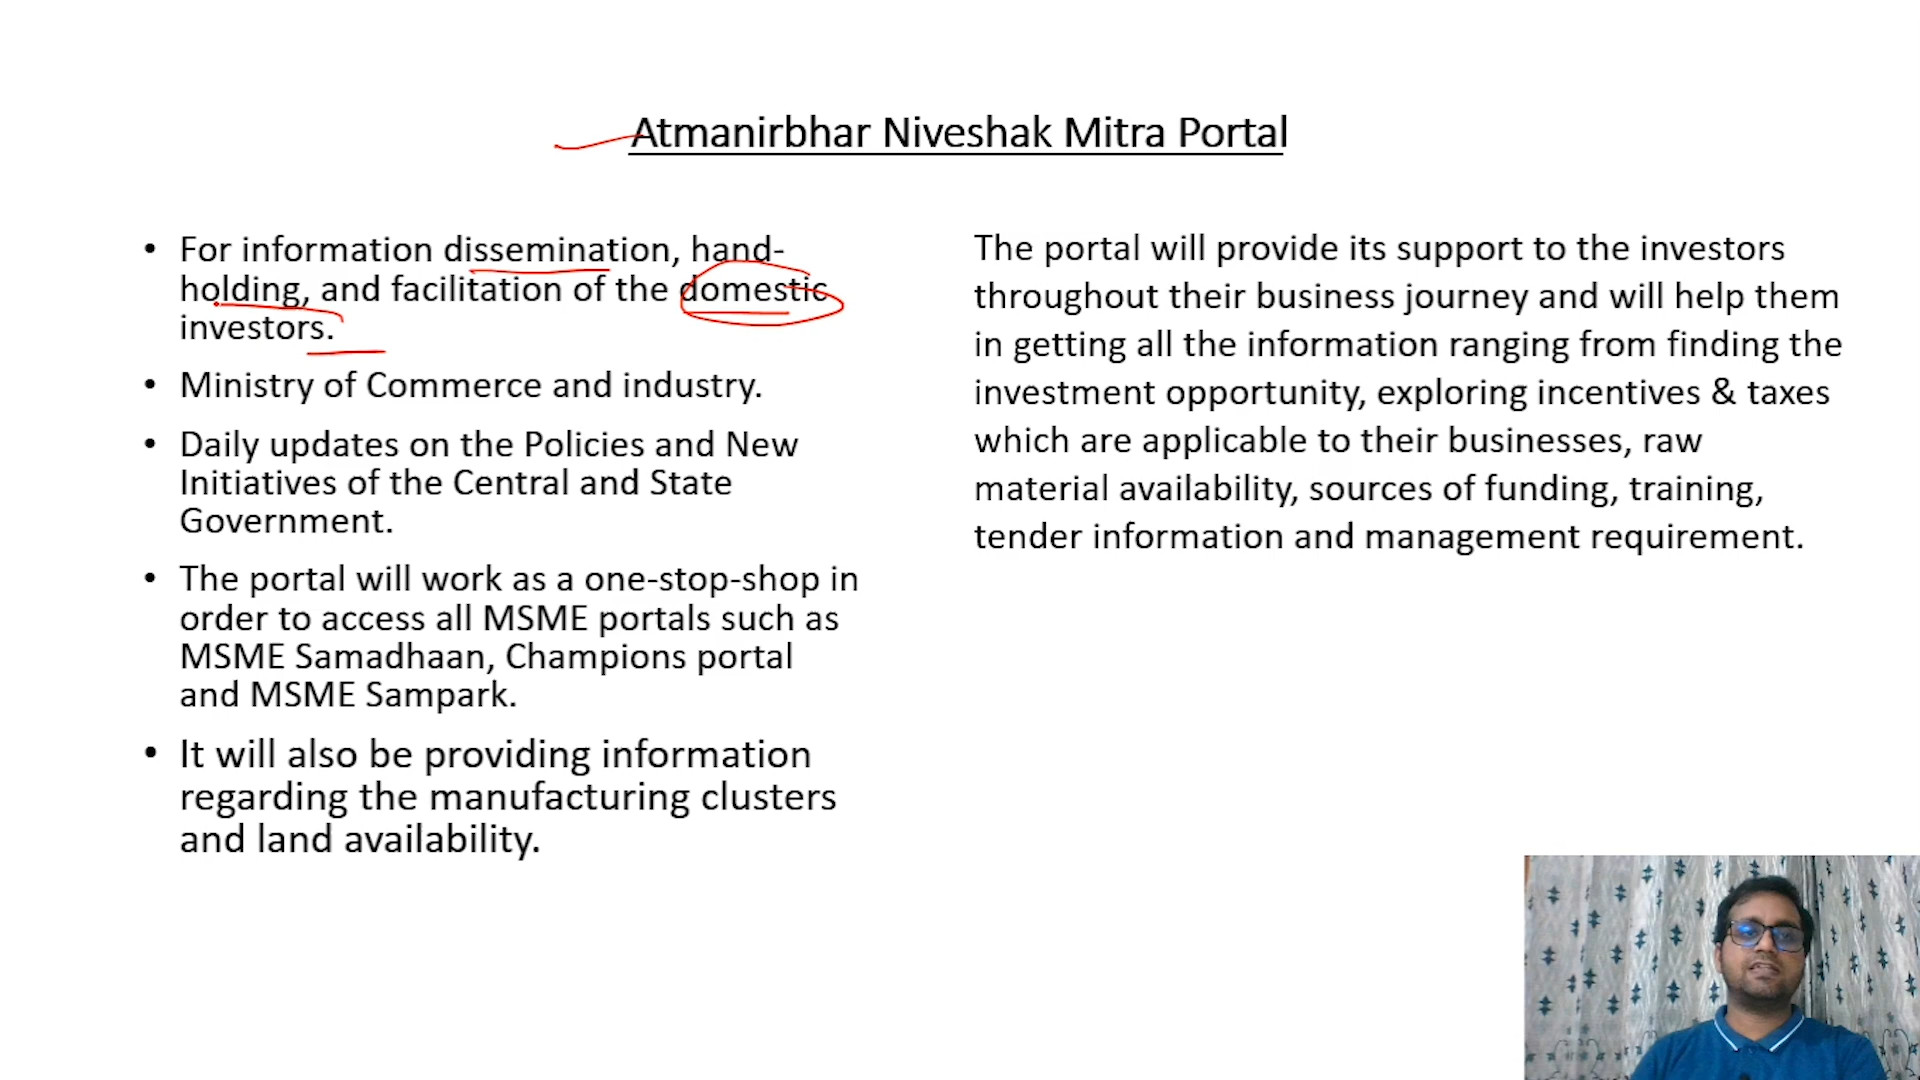 Atmanirbhar Niveshak Mitra Portal
• For information dissemination, hand-
holding, and facilitation of the domestic
investors.
• Ministry of Commerce and industry.
• Daily updates on the Policies and New
Initiatives of the Central and State
Government.
• The portal will work as a one-stop-shop in
order to access all MSME portals such as
MSME Samadhaan, Champions portal
and MSME Sampark.
• It will also be providing information
regarding the manufacturing clusters
and land availability.
The portal will provide its support to the investors
throughout their business journey and will help them
in getting all the information ranging from finding the
investment opportunity, exploring incentives & taxes
which are applicable to their businesses, raw
material availability, sources of funding, training,
tender information and management requirement.